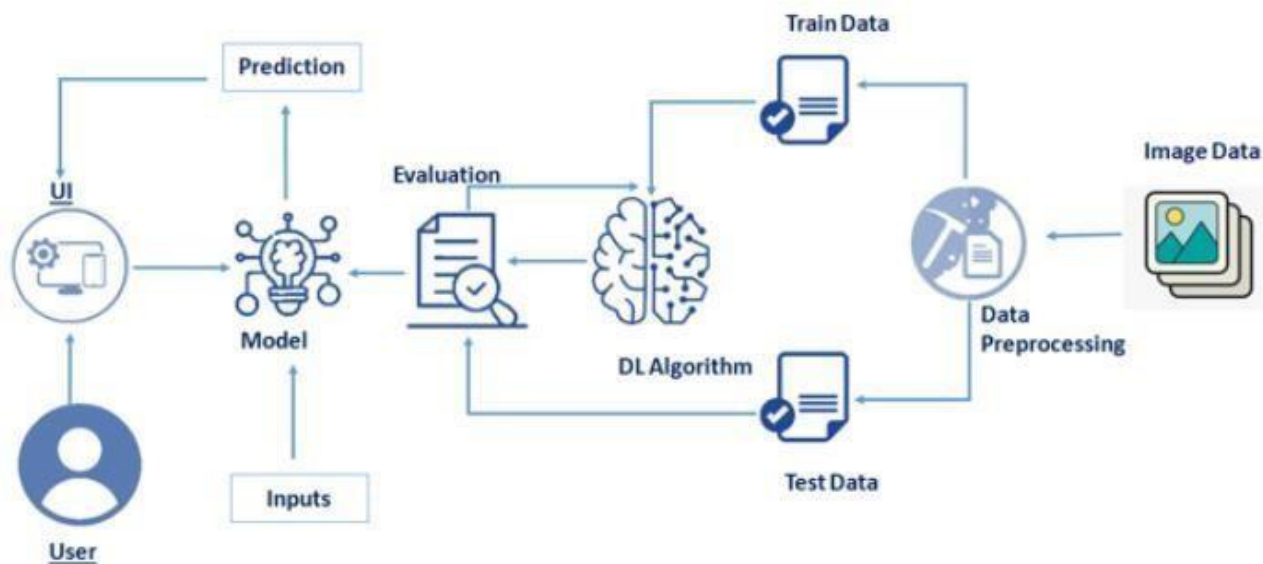 Train Data
Prediction
Image Data
Evaluation
UI
Model
Data
Preprocessing
DL Algorithm
Test Data
Inputs
User